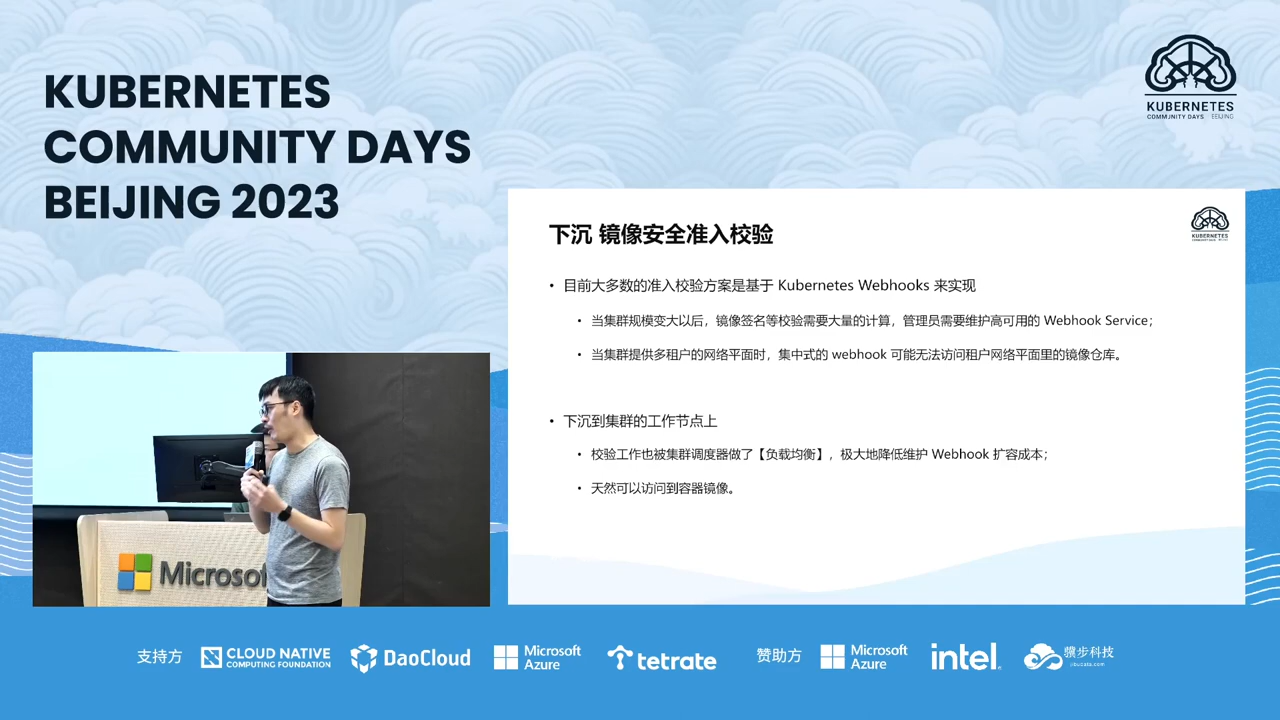 KUBERNETES
COMMUNITY DAYS
BEIJING 2023
KUBERNETES
COMMUNITY DAYS BEIJING
下沉 镜像安全准入校验
KUBERNETES
• 目前大多数的准入校验方案是基于 Kubernetes Webhooks 来实现
• 当集群规模变大以后，镜像签名等校验需要大量的计算，管理员需要维护高可用的 Webhook Service；
• 当集群提供多租户的网络平面时，集中式的 webhook 可能无法访问租户网络平面里的镜像仓库。
• 下沉到集群的工作节点上
• 校验工作也被集群调度器做了【负载均衡】，极大地降低维护 Webhook 扩容成本；
• 天然可以访问到容器镜像。
Microsof
支持方
CLOUD NATIVE
COMPUTING FOUNDATION
DaoCloud
Microsoft
Azure
tetrate
赞助方
Microsoft
Azure
intel.
骥步科技
jibudata.com